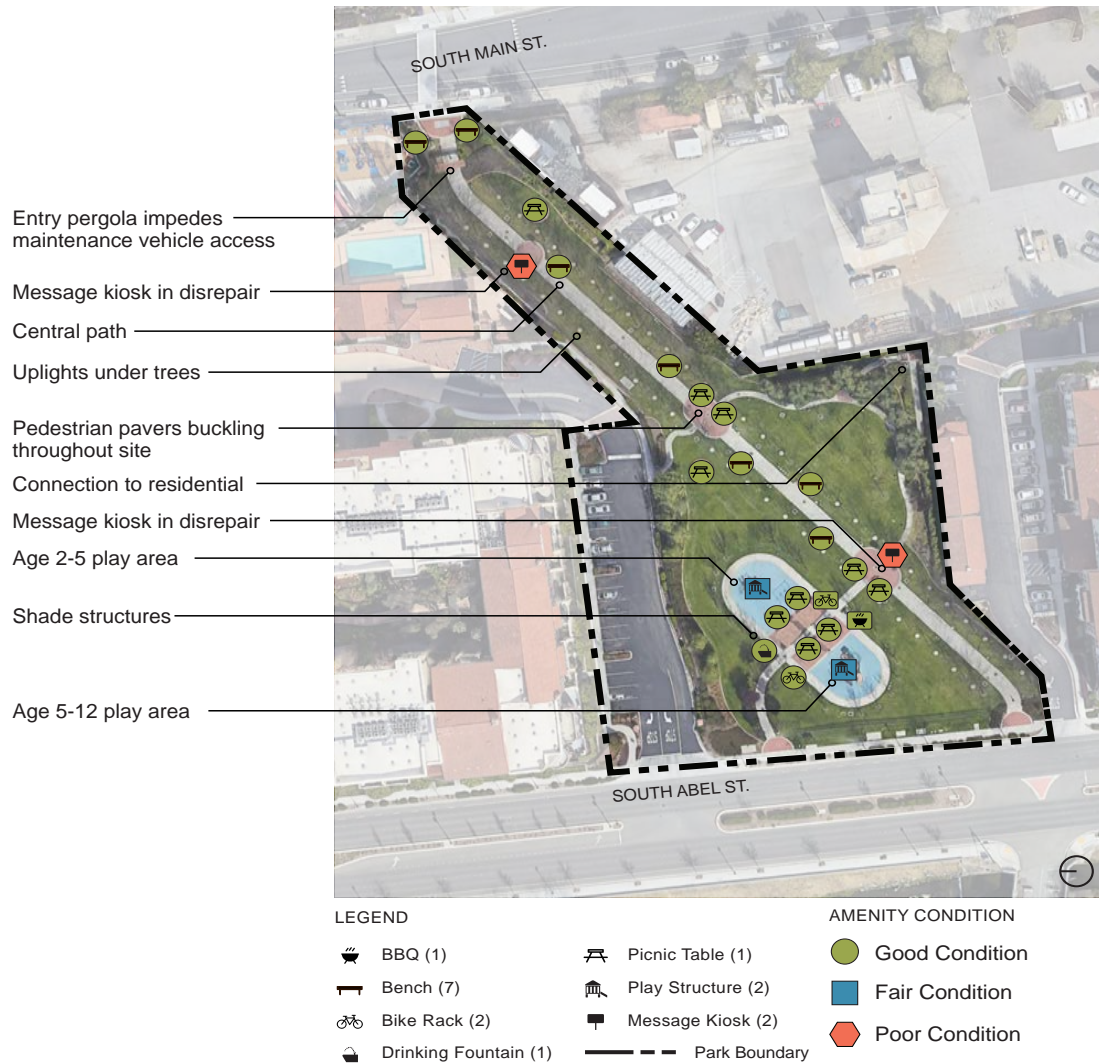 SOUTH MAIN ST.
Entry pergola impedes
maintenance vehicle access
Message kiosk in disrepair
Central path
Uplights under trees
Pedestrian pavers buckling
throughout site
Connection to residential
Message kiosk in disrepair
Age 2-5 play area
Shade structures
Age 5-12 play area
SOUTH ABEL ST.
LEGEND
BBQ (1)
Bench (7)
Bike Rack (2)
Drinking Fountain (1)
Picnic Table (1)
Play Structure (2)
Message Kiosk (2)
Park Boundary
AMENITY CONDITION
Good Condition
Fair Condition
Poor Condition